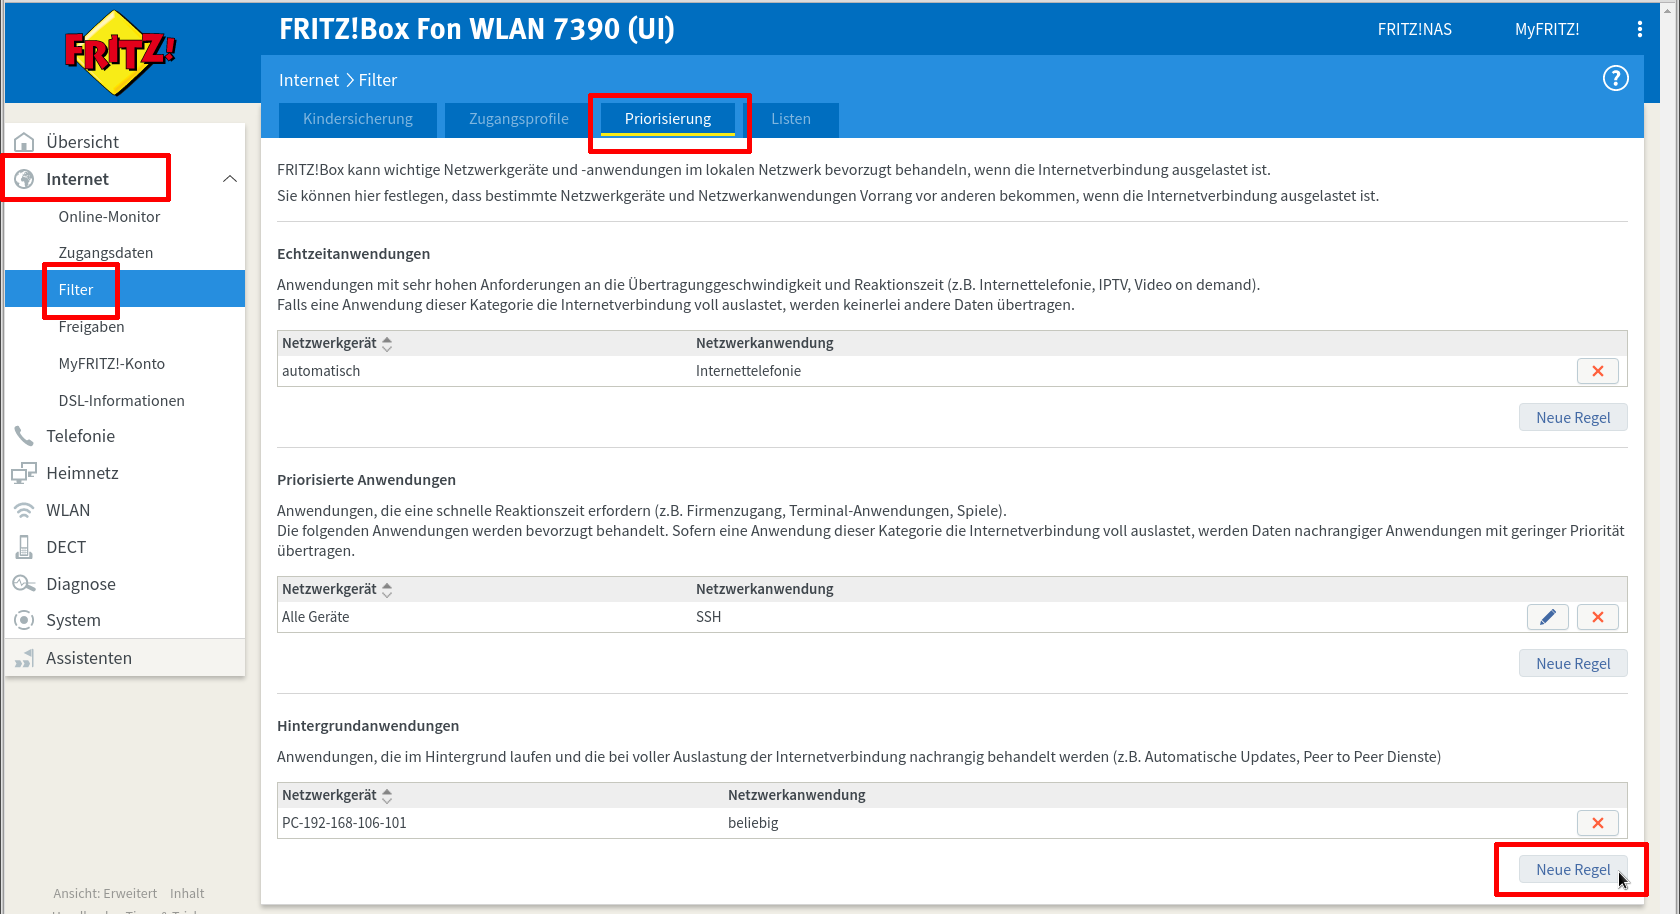 FRITZ!
FRITZ!Box Fon WLAN 7390 (UI)
FRITZ!NAS
MyFRITZ!
Internet > Filter
?
Kindersicherung
Zugangsprofile
Priorisierung
Listen
Übersicht
Internet
Online-Monitor
Zugangsdaten
Filter
Freigaben
MyFRITZ!-Konto
DSL-Informationen
Telefonie
Heimnetz
WLAN
DECT
Diagnose
System
Assistenten
Ansicht: Erweitert Inhalt
FRITZ!Box kann wichtige Netzwerkgeräte und -anwendungen im lokalen Netzwerk bevorzugt behandeln, wenn die Internetverbindung ausgelastet ist.
Sie können hier festlegen, dass bestimmte Netzwerkgeräte und Netzwerkanwendungen Vorrang vor anderen bekommen, wenn die Internetverbindung ausgelastet ist.
Echtzeitanwendungen
Anwendungen mit sehr hohen Anforderungen an die Übertragunggeschwindigkeit und Reaktionszeit (z.B. Internettelefonie, IPTV, Video on demand).
Falls eine Anwendung dieser Kategorie die Internetverbindung voll auslastet, werden keinerlei andere Daten übertragen.
Netzwerkgerät Netzwerkanwendung
automatisch Internettelefonie
Neue Regel
Priorisierte Anwendungen
Anwendungen, die eine schnelle Reaktionszeit erfordern (z.B. Firmenzugang, Terminal-Anwendungen, Spiele).
Die folgenden Anwendungen werden bevorzugt behandelt. Sofern eine Anwendung dieser Kategorie die Internetverbindung voll auslastet, werden Daten nachrangiger Anwendungen mit geringer Priorität
übertragen.
Netzwerkgerät Netzwerkanwendung
Alle Geräte SSH
Neue Regel
Hintergrundanwendungen
Anwendungen, die im Hintergrund laufen und die bei voller Auslastung der Internetverbindung nachrangig behandelt werden (z.B. Automatische Updates, Peer to Peer Dienste)
Netzwerkgerät Netzwerkanwendung
PC-192-168-106-101 beliebig
Neue Regel